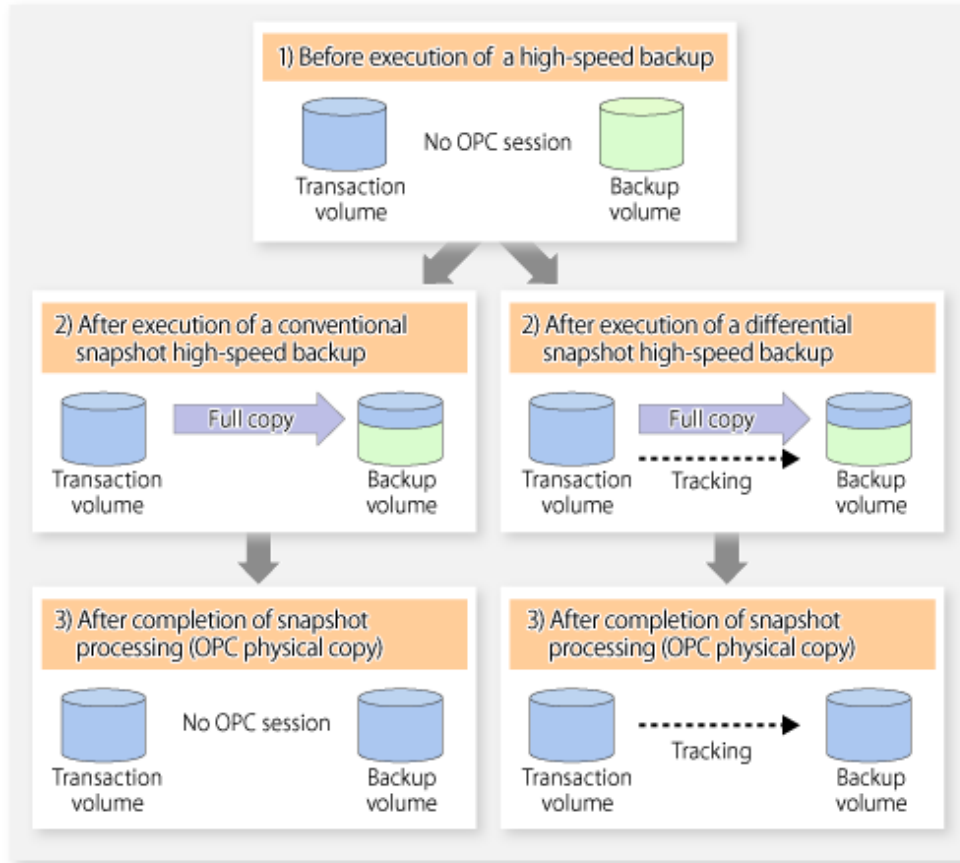 1) Before execution of a high-speed backup
No OPC session
Transaction
volume
Backup
volume
2) After execution of a conventional
snapshot high-speed backup
Full copy
Transaction
volume
Backup
volume
2) After execution of a differential
snapshot high-speed backup
Full copy
Tracking
Transaction
volume
Backup
volume
3) After completion of snapshot
processing (OPC physical copy)
No OPC session
Transaction
volume
Backup
volume
3) After completion of snapshot
processing (OPC physical copy)
Tracking
Transaction
volume
Backup
volume